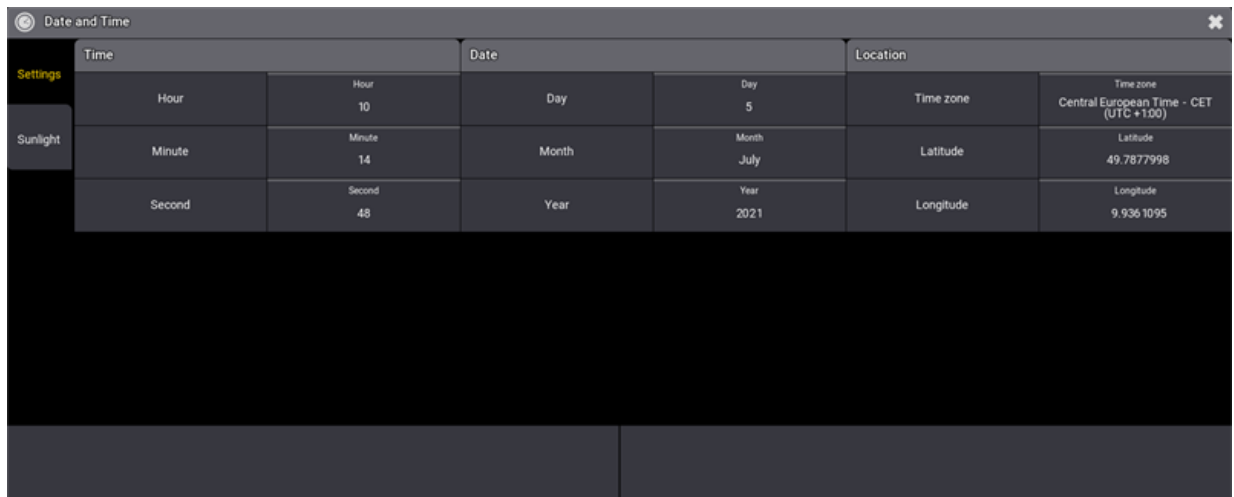 Date and Time
Settings
Sunlight
Time
Date
Location
Hour
Hour
10
Day
Day
5
Time zone
Time zone
Central European Time - CET
(UTC +1:00)
Minute
Minute
14
Month
Month
July
Latitude
Latitude
49.7877998
Second
Second
48
Year
Year
2021
Longitude
Longitude
9.9361095